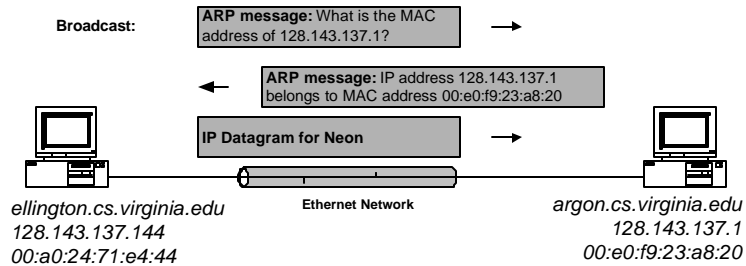 Broadcast:
ARP message: What is the MAC
address of 128.143.137.1?
ARP message: IP address 128.143.137.1
belongs to MAC address 00:e0:f9:23:a8:20
IP Datagram for Neon
Ethernet Network
ellington.cs.virginia.edu
128.143.137.144
00:a0:24:71:e4:44
argon.cs.virginia.edu
128.143.137.1
00:e0:f9:23:a8:20